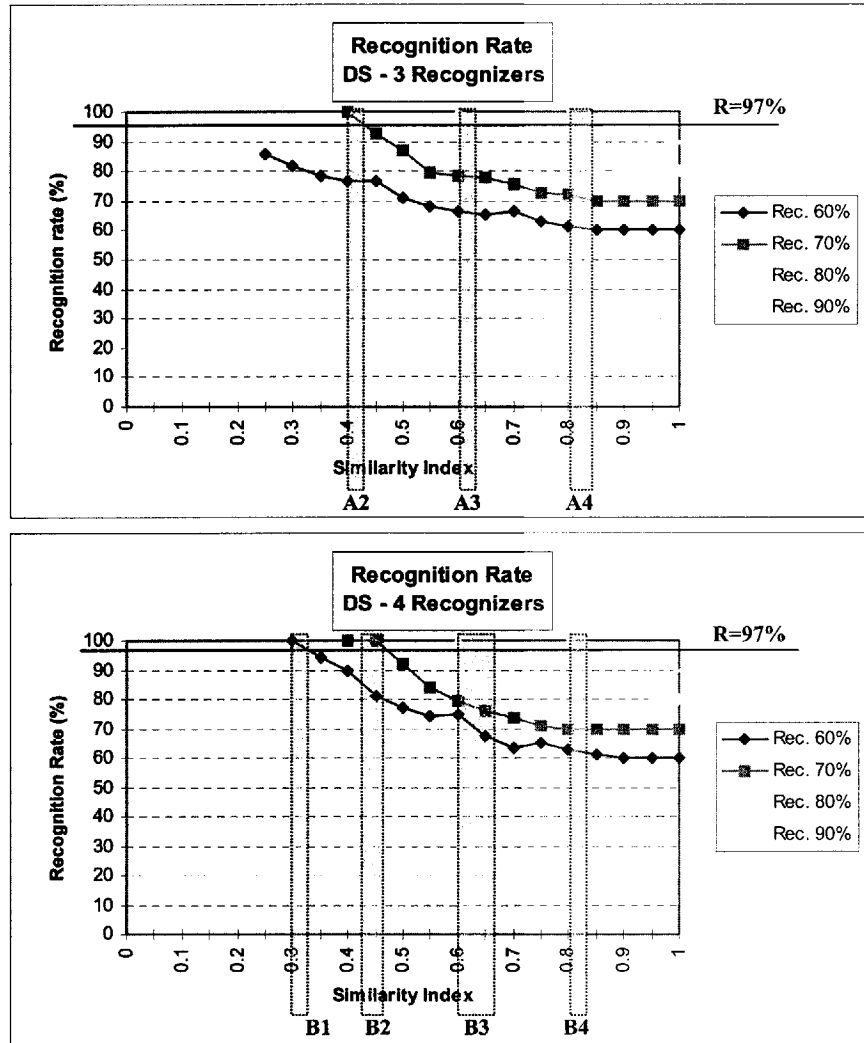 Recognition Rate
DS - 3 Recognizers
R=97%
Recognition rate (%)
100
90
80
70
60
50
40
30
20
10
0
0
0.1
0.2
0.3
0.4
0.5
0.6
0.7
0.8
0.9
1
Similarity Index
A2
A3
A4
Rec. 60%
Rec. 70%
Rec. 80%
Rec. 90%
Recognition Rate
DS - 4 Recognizers
R=97%
Recognition Rate (%)
100
90
80
70
60
50
40
30
20
10
0
0
0.1
0.2
0.3
0.4
0.5
0.6
0.7
0.8
0.9
1
Similarity Index
B1
B2
B3
B4
Rec. 60%
Rec. 70%
Rec. 80%
Rec. 90%